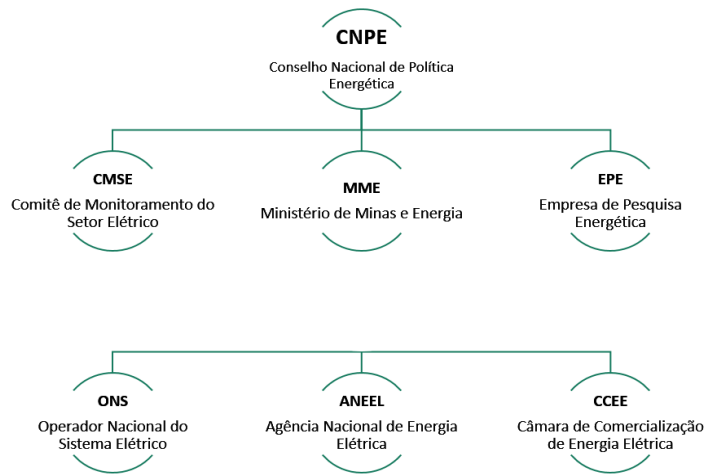 CNPE
Conselho Nacional de Política
Energética
CMSE
Comitê de Monitoramento do
Setor Elétrico
MME
Ministério de Minas e Energia
EPE
Empresa de Pesquisa
Energética
ONS
Operador Nacional do
Sistema Elétrico
ANEEL
Agência Nacional de Energia
Elétrica
CCEE
Câmara de Comercialização
de Energia Elétrica